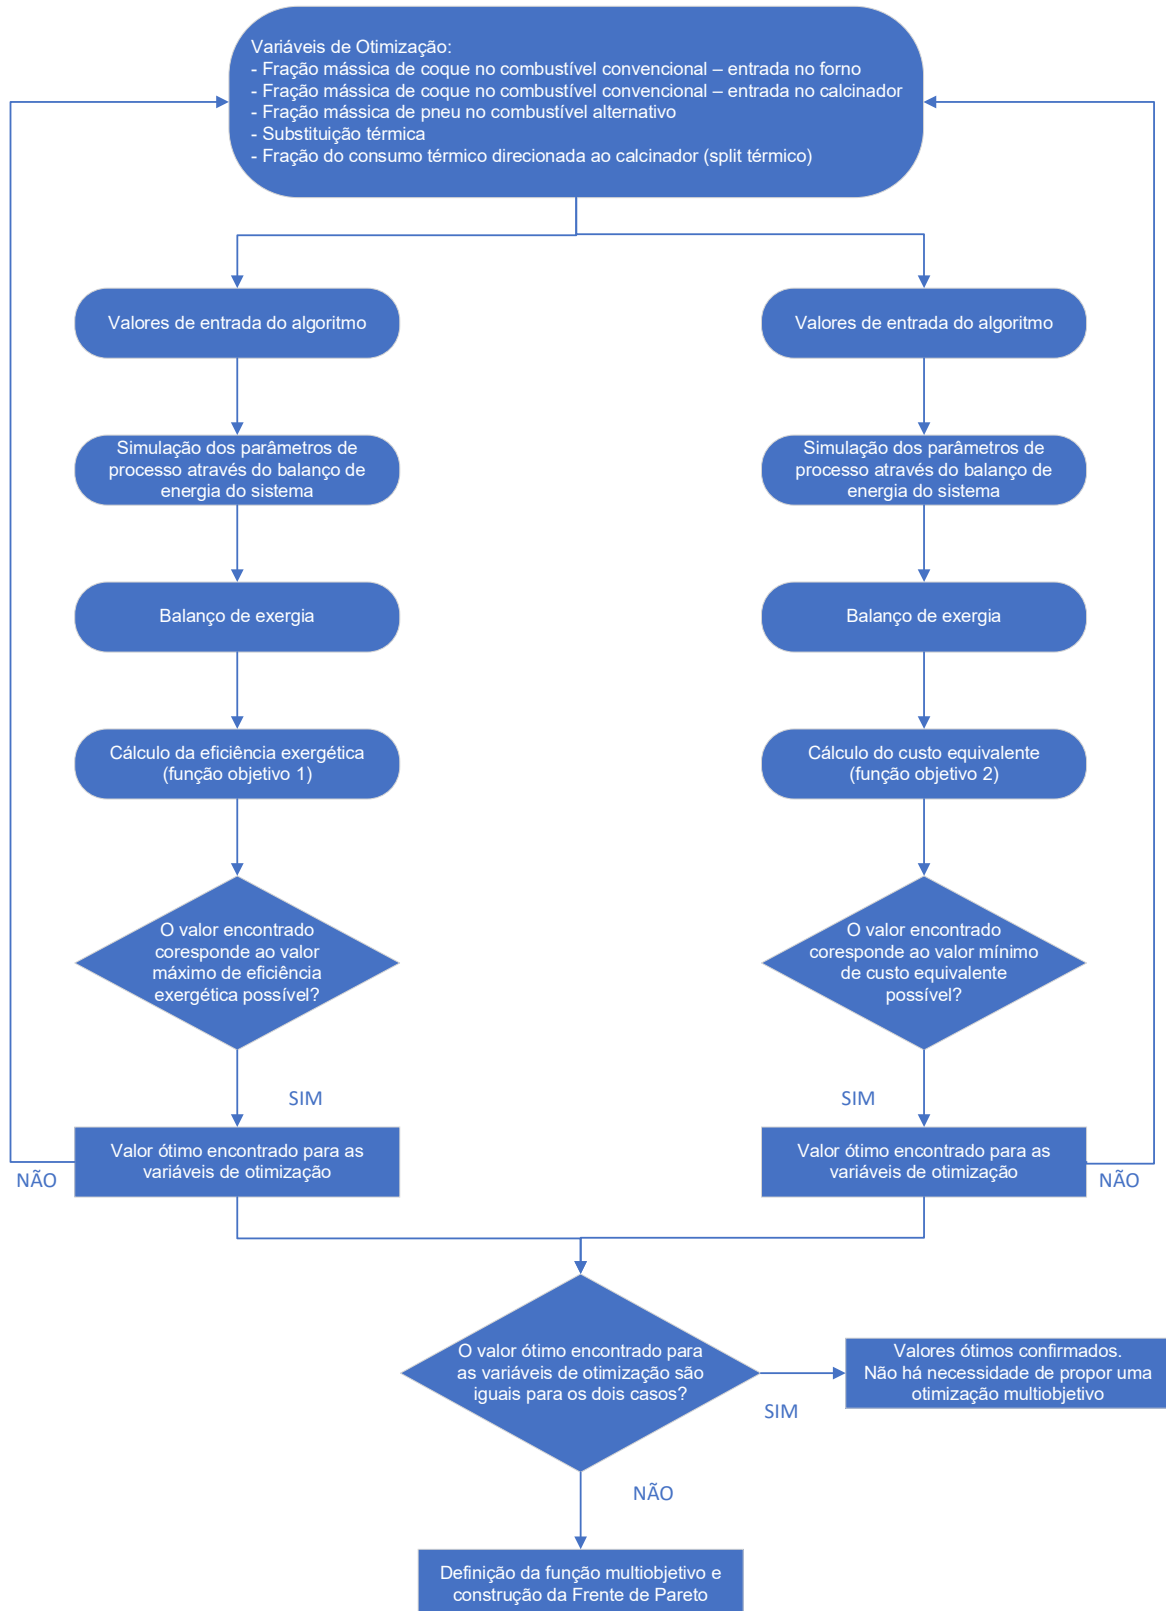 Variáveis de Otimização:
- Fração mássica de coque no combustível convencional – entrada no forno
- Fração mássica de coque no combustível convencional – entrada no calcinador
- Fração mássica de pneu no combustível alternativo
- Substituição térmica
- Fração do consumo térmico direcionada ao calcinador (split térmico)
Valores de entrada do algoritmo
Simulação dos parâmetros de
processo através do balanço de
energia do sistema
Balanço de exergia
Cálculo da eficiência exergética
(função objetivo 1)
O valor encontrado
coresponde ao valor
máximo de eficiência
exergética possível?
SIM
Valor ótimo encontrado para as
variáveis de otimização
NÃO
Valores de entrada do algoritmo
Simulação dos parâmetros de
processo através do balanço de
energia do sistema
Balanço de exergia
Cálculo do custo equivalente
(função objetivo 2)
O valor encontrado
coresponde ao valor mínimo
de custo equivalente
possível?
SIM
Valor ótimo encontrado para as
variáveis de otimização
NÃO
O valor ótimo encontrado para
as variáveis de otimização são
iguais para os dois casos?
SIM
Valores ótimos confirmados.
Não há necessidade de propor uma
otimização multiobjetivo
NÃO
Definição da função multiobjetivo e
construção da Frente de Pareto